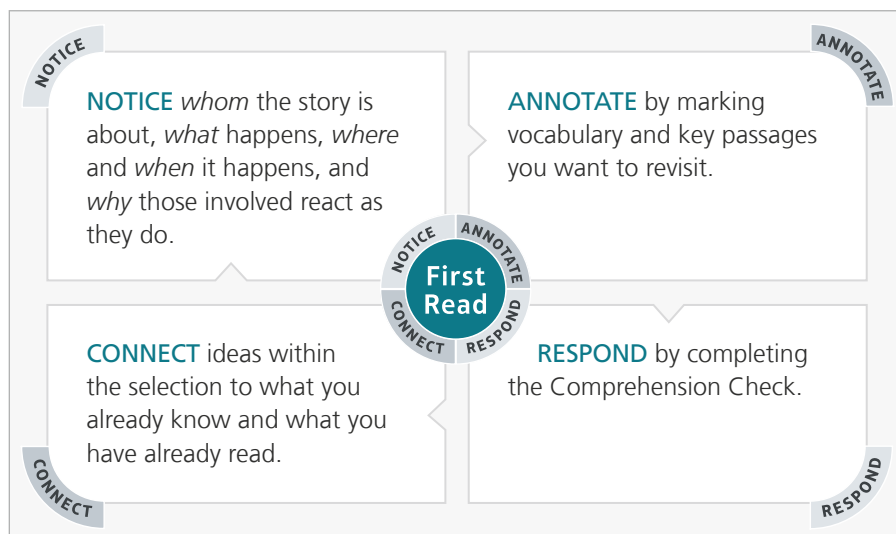 NOTICE
NOTICE whom the story is
about, what happens, where
and when it happens, and
why those involved react as
they do.
ANNOTATE
ANNOTATE by marking
vocabulary and key passages
you want to revisit.
NOTICE
ANNOTATE
First
Read
CONNECT
RESPOND
CONNECT ideas within
the selection to what you
already know and what you
have already read.
CONNECT
RESPOND by completing
the Comprehension Check.
RESPOND